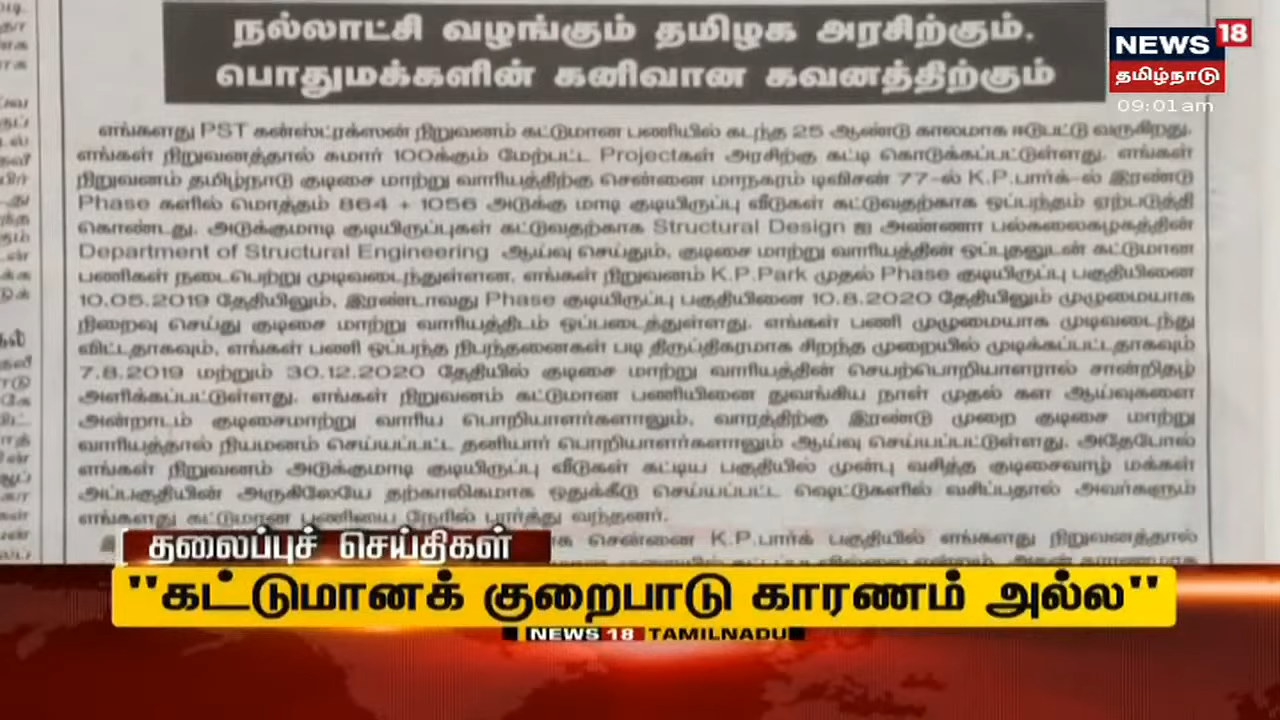 நல்லாட்சி வழங்கும் தமிழக அரசிற்கும்,
பொதுமக்களின் கனிவான கவனத்திற்கும்
NEWS 18
தமிழ்நாடு
09:01 am
எங்களது PST கன்ஸ்ட்ரக்ஸன் நிறுவனம் கட்டுமான பணியில் கடந்த 25 ஆண்டு காலமாக ஈடுபட்டு வருகிறது.
எங்கள் நிறுவனத்தால் சுமார் 100க்கும் மேற்பட்ட Projectகள் அரசிற்கு கட்டி கொடுக்கப்பட்டுள்ளது. எங்கள்
நிறுவனம் தமிழ்நாடு குடிசை மாற்று வாரியத்திற்கு சென்னை மாநகரம் டிவிசன் 77-ல் K.P.பார்க்-ல் இரண்டு
Phase களில் மொத்தம் 864 + 1056 அடுக்கு மாடி குடியிருப்பு வீடுகள் கட்டுவதற்காக ஒப்பந்தம் ஏற்படுத்தி
கொண்டது. அடுக்குமாடி குடியிருப்புகள் கட்டுவதற்காக Structural Design ஐ அண்ணா பல்கலைகழகத்தின்
Department of Structural Engineering ஆய்வு செய்தும், குடிசை மாற்று வாரியத்தின் ஒப்புதலுடன் கட்டுமான
பணிகள் நடைபெற்று முடிவடைந்துள்ளன. எங்கள் நிறுவனம் K.P.Park முதல் Phase குடியிருப்பு பகுதியினை
10.05.2019 தேதியிலும், இரண்டாவது Phase குடியிருப்பு பகுதியினை 10.8.2020 தேதியிலும் முழுமையாக
நிறைவு செய்து குடிசை மாற்று வாரியத்திடம் ஒப்படைத்துள்ளது. எங்கள் பணி முழுமையாக முடிவடைந்து
விட்டதாகவும், எங்கள் பணி ஒப்பந்த நிபந்தனைகள் படி திருப்திகரமாக சிறந்த முறையில் முடிக்கப்பட்டதாகவும்
7.8.2019 மற்றும் 30.12.2020 தேதியில் குடிசை மாற்று வாரியத்தின் செயற்பொறியாளரால் சான்றிதழ்
அளிக்கப்பட்டுள்ளது. எங்கள் நிறுவனம் கட்டுமான பணியினை துவங்கிய நாள் முதல் கள ஆய்வுகளை
அன்றாடம் குடிசைமாற்று வாரிய பொறியாளர்களாலும், வாரத்திற்கு இரண்டு முறை குடிசை மாற்று
வாரியத்தால் நியமனம் செய்யப்பட்ட தனியார் பொறியாளர்களாலும் ஆய்வு செய்யப்பட்டுள்ளது. அதேபோல்
எங்கள் நிறுவனம் அடுக்குமாடி குடியிருப்பு வீடுகள் கட்டிய பகுதியில் முன்பு வசித்த குடிசைவாழ் மக்கள்
அப்பகுதியின் அருகிலேயே தற்காலிகமாக ஒதுக்கீடு செய்யப்பட்ட ஷெட்டுகளில் வசிப்பதால் அவர்களும்
எங்களது கட்டுமான பணியை நேரில் பார்த்து வந்தனர்.
சென்னை K.P.பார்க் பகுதியில் எங்களது நிறுவனத்தால்
தலைப்புச் செய்திகள்
"கட்டுமானக் குறைபாடு காரணம் அல்ல"
NEWS 18 TAMILNADU